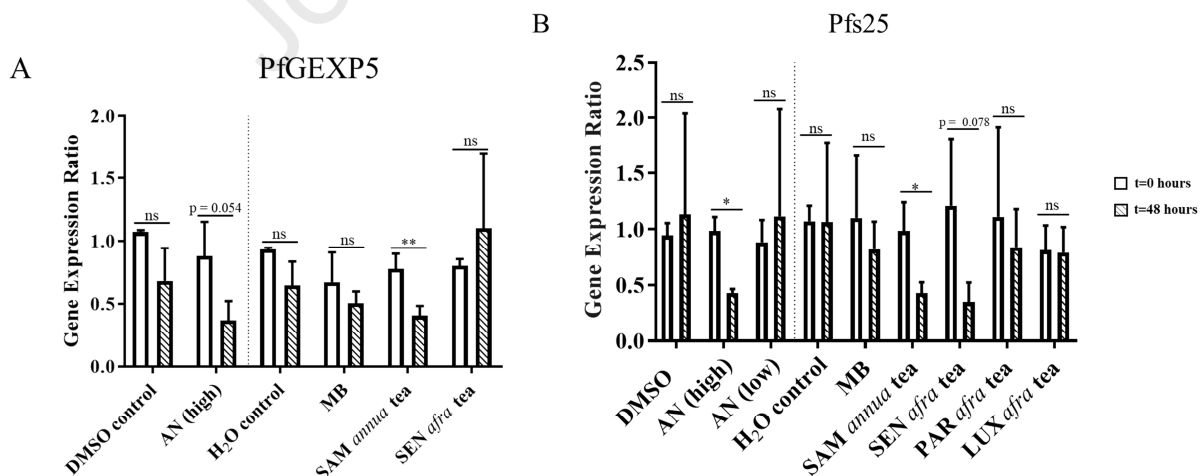 A
PfGEXP5
Gene Expression Ratio
2.0
1.5
1.0
0.5
0.0
ns
p = 0.054
ns
ns
**
ns
DMSO control
AN (high)
H₂O control
MB
SAM annua tea
SEN afra tea
B
Pfs25
Gene Expression Ratio
2.5
2.0
1.5
1.0
0.5
0.0
ns
*
ns
ns
ns
*
p = 0.078
ns
ns
DMSO
AN (high)
AN (low)
H₂O control
MB
SAM annua tea
SEN afra tea
PAR afra tea
LUX afra tea
t=0 hours
t=48 hours